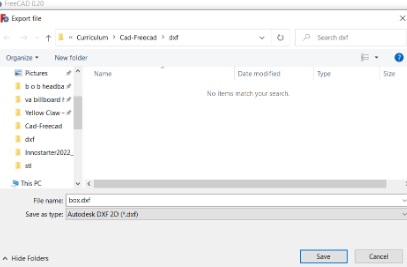 FreeCAD 0.20
Export file
« Curriculum > Cad-Freecad > dxf
Search dxf
Organize
New folder
Name
Date modified
Type
Size
Pictures
b o b headba
va billboard h
Yellow Claw –
Cad-Freecad
dxf
Innostarter2022_
stl
This PC
No items match your search.
File name: box.dxf
Save as type: Autodesk DXF 2D (*.dxf)
Hide Folders
Save
Cancel